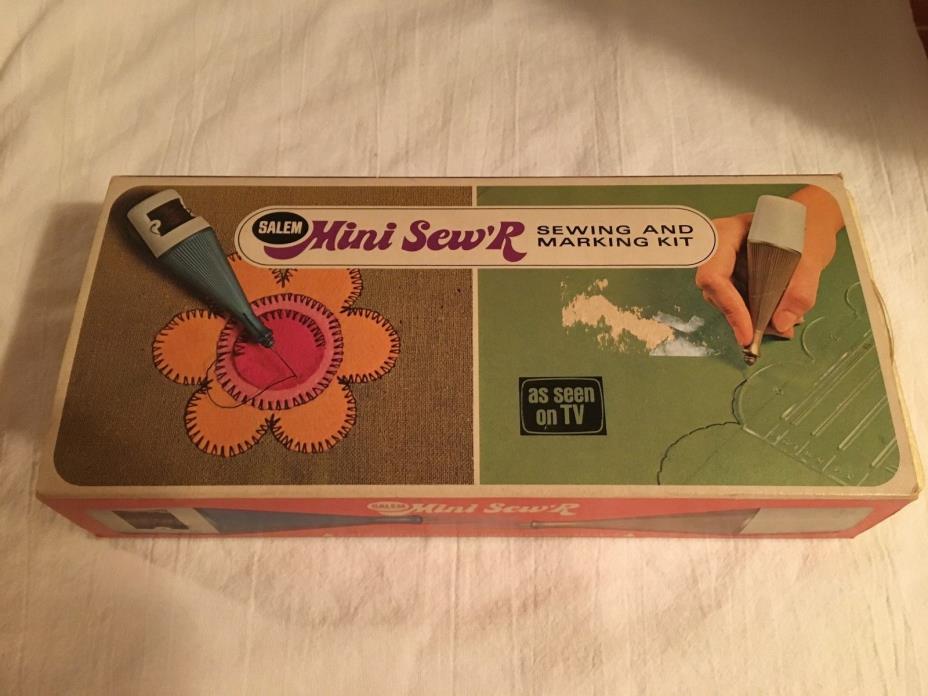 SALEM
Mini Sew'R
SEWING AND
MARKING KIT
as seen
on TV
SALEM Mini Sew'R